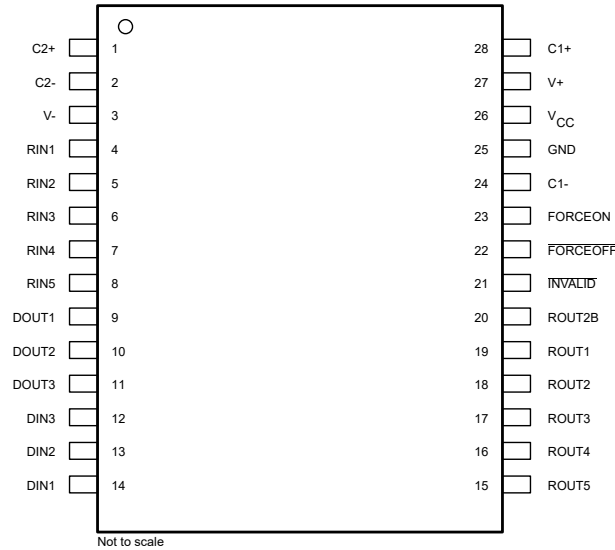 C2+ 1 28 C1+
C2- 2 27 V+
V- 3 26 VCC
RIN1 4 25 GND
RIN2 5 24 C1-
RIN3 6 23 FORCEON
RIN4 7 22 FORCEOFF
RIN5 8 21 INVALID
DOUT1 9 20 ROUT2B
DOUT2 10 19 ROUT1
DOUT3 11 18 ROUT2
DIN3 12 17 ROUT3
DIN2 13 16 ROUT4
DIN1 14 15 ROUT5
Not to scale